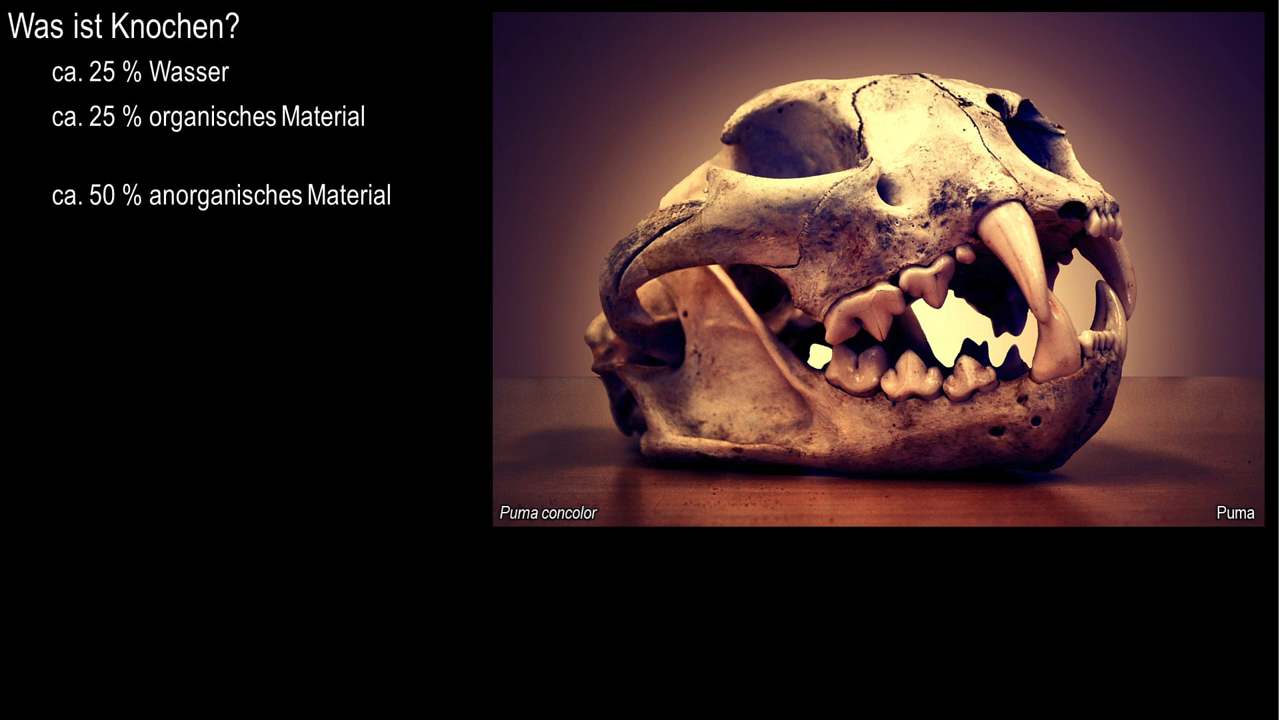 Was ist Knochen?
ca. 25 % Wasser
ca. 25 % organisches Material
ca. 50 % anorganisches Material
Puma concolor
Puma